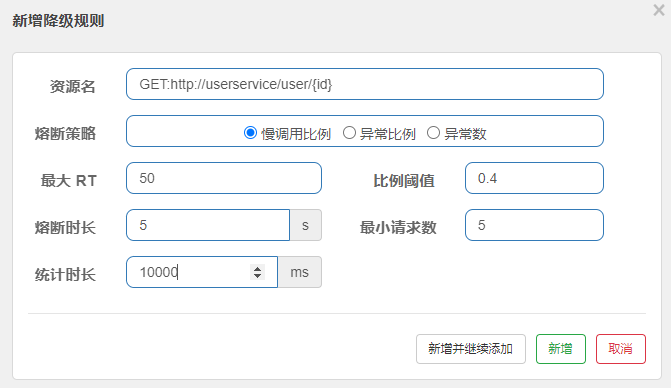 新增降级规则
×
资源名 GET:http://userservice/user/{id}
熔断策略 慢调用比例 异常比例 异常数
最大 RT 50 比例阈值 0.4
熔断时长 5 s 最小请求数 5
统计时长 10000 ms
新增并继续添加 新增 取消